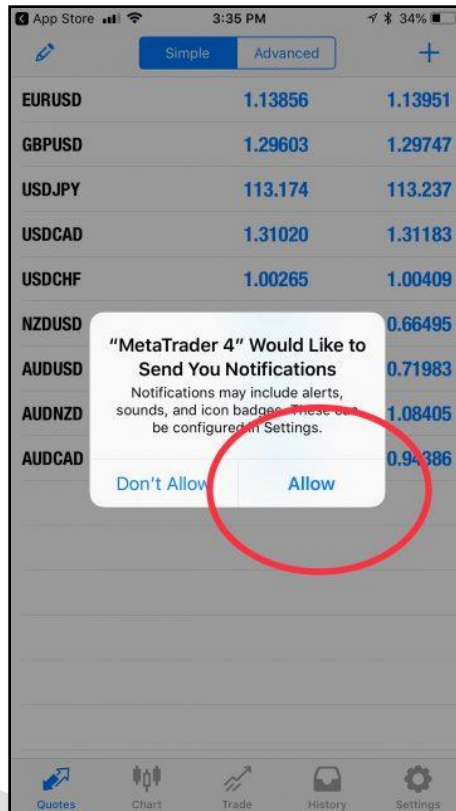 App Store 3:35 PM 34%
Simple Advanced +
EURUSD 1.13856 1.13951
GBPUSD 1.29603 1.29747
USDJPY 113.174 113.237
USDCAD 1.31020 1.31183
USDCHF 1.00265 1.00409
NZDUSD 0.66495
"MetaTrader 4" Would Like to
Send You Notifications
AUDUSD 0.71983
Notifications may include alerts,
sounds, and icon badges. These can
be configured in Settings.
AUDNZD 1.08405
AUDCAD 0.94386
Don't Allow Allow
Quotes Chart Trade History Settings